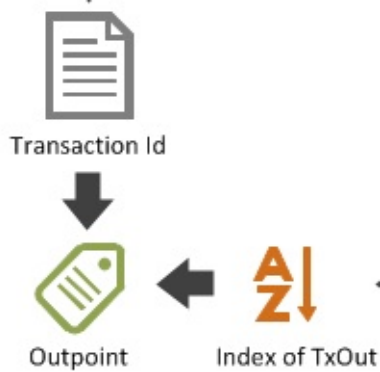 Transaction Id
A
Z
Outpoint
Index of TxOut